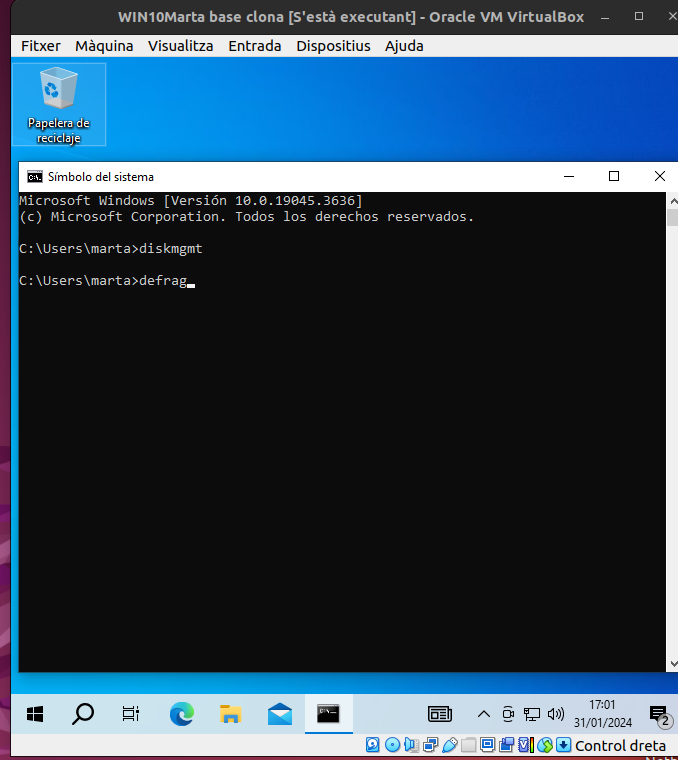 WIN10Marta base clona [S'està executant] - Oracle VM VirtualBox
Fitxer Màquina Visualitza Entrada Dispositius Ajuda
Papelera de
reciclaje
Símbolo del sistema
Microsoft Windows [Versión 10.0.19045.3636]
(c) Microsoft Corporation. Todos los derechos reservados.
C:\Users\marta>diskmgmt
C:\Users\marta>defrag
17:01
31/01/2024
2
Control dreta